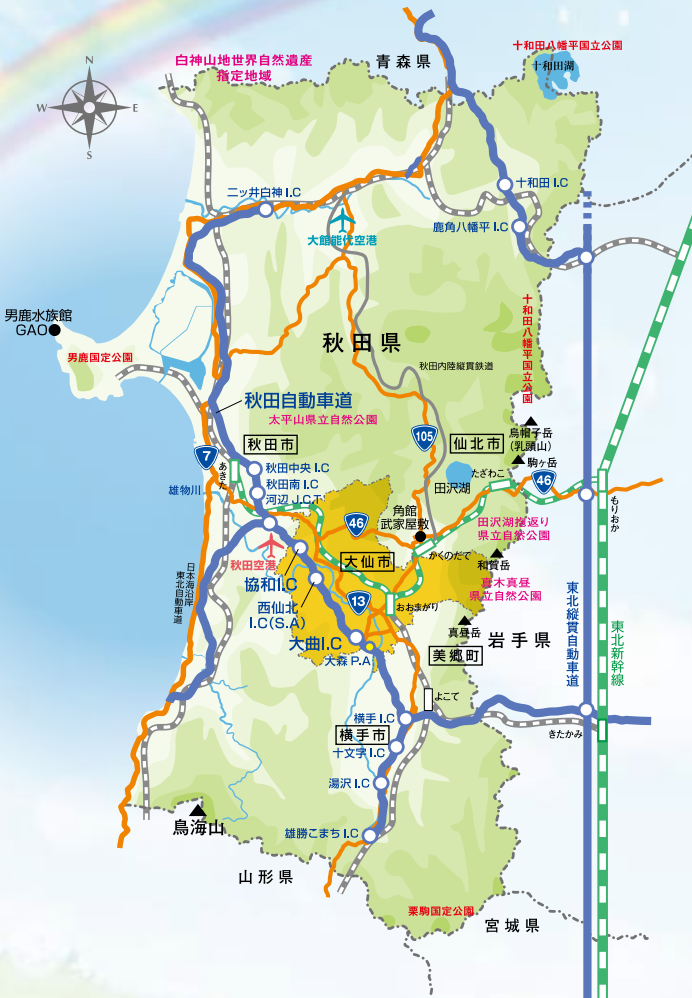 十和田八幡平国立公園
十和田湖
白神山地世界自然遺産
指定地域
青森県
N
W
E
S
十和田 I.C
二ッ井白神 I.C
鹿角八幡平 I.C
大館能代空港
男鹿水族館
GAO
男鹿国定公園
秋田県
十和田八幡平国立公園
秋田内陸縦貫鉄道
秋田自動車道
太平山県立自然公園
烏帽子岳
(乳頭山)
秋田市
105
仙北市
駒ヶ岳
7
あきた
秋田中央 I.C
秋田南 I.C
河辺 J.C.T
雄物川
田沢湖
たざわこ
46
もりおか
角館
武家屋敷
46
田沢湖抱返り
県立自然公園
秋田空港
大仙市
かくのだて
和賀岳
協和I.C
真木真昼
県立自然公園
日本海沿岸
東北自動車道
西仙北
I.C(S.A)
13
おおまがり
東北縦貫自動車道
東北新幹線
真昼岳
岩手県
大曲I.C
大森 P.A
美郷町
よこて
横手 I.C
きたかみ
横手市
十文字 I.C
湯沢 I.C
鳥海山
雄勝こまち I.C
山形県
栗駒国定公園
宮城県